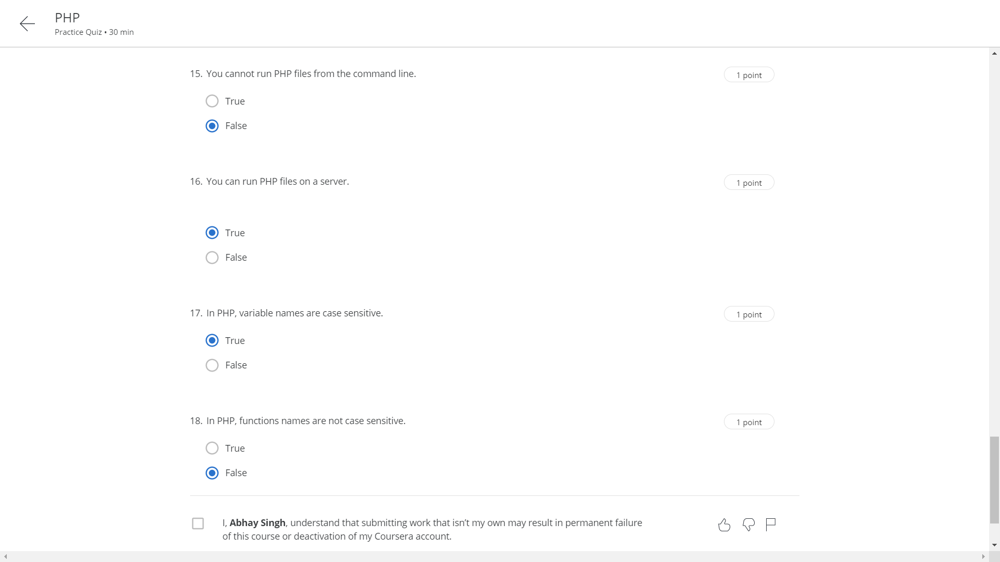 PHP
Practice Quiz • 30 min
15. You cannot run PHP files from the command line.
1 point
True
False
16. You can run PHP files on a server.
1 point
True
False
17. In PHP, variable names are case sensitive.
1 point
True
False
18. In PHP, functions names are not case sensitive.
1 point
True
False
I, Abhay Singh, understand that submitting work that isn’t my own may result in permanent failure
of this course or deactivation of my Coursera account.